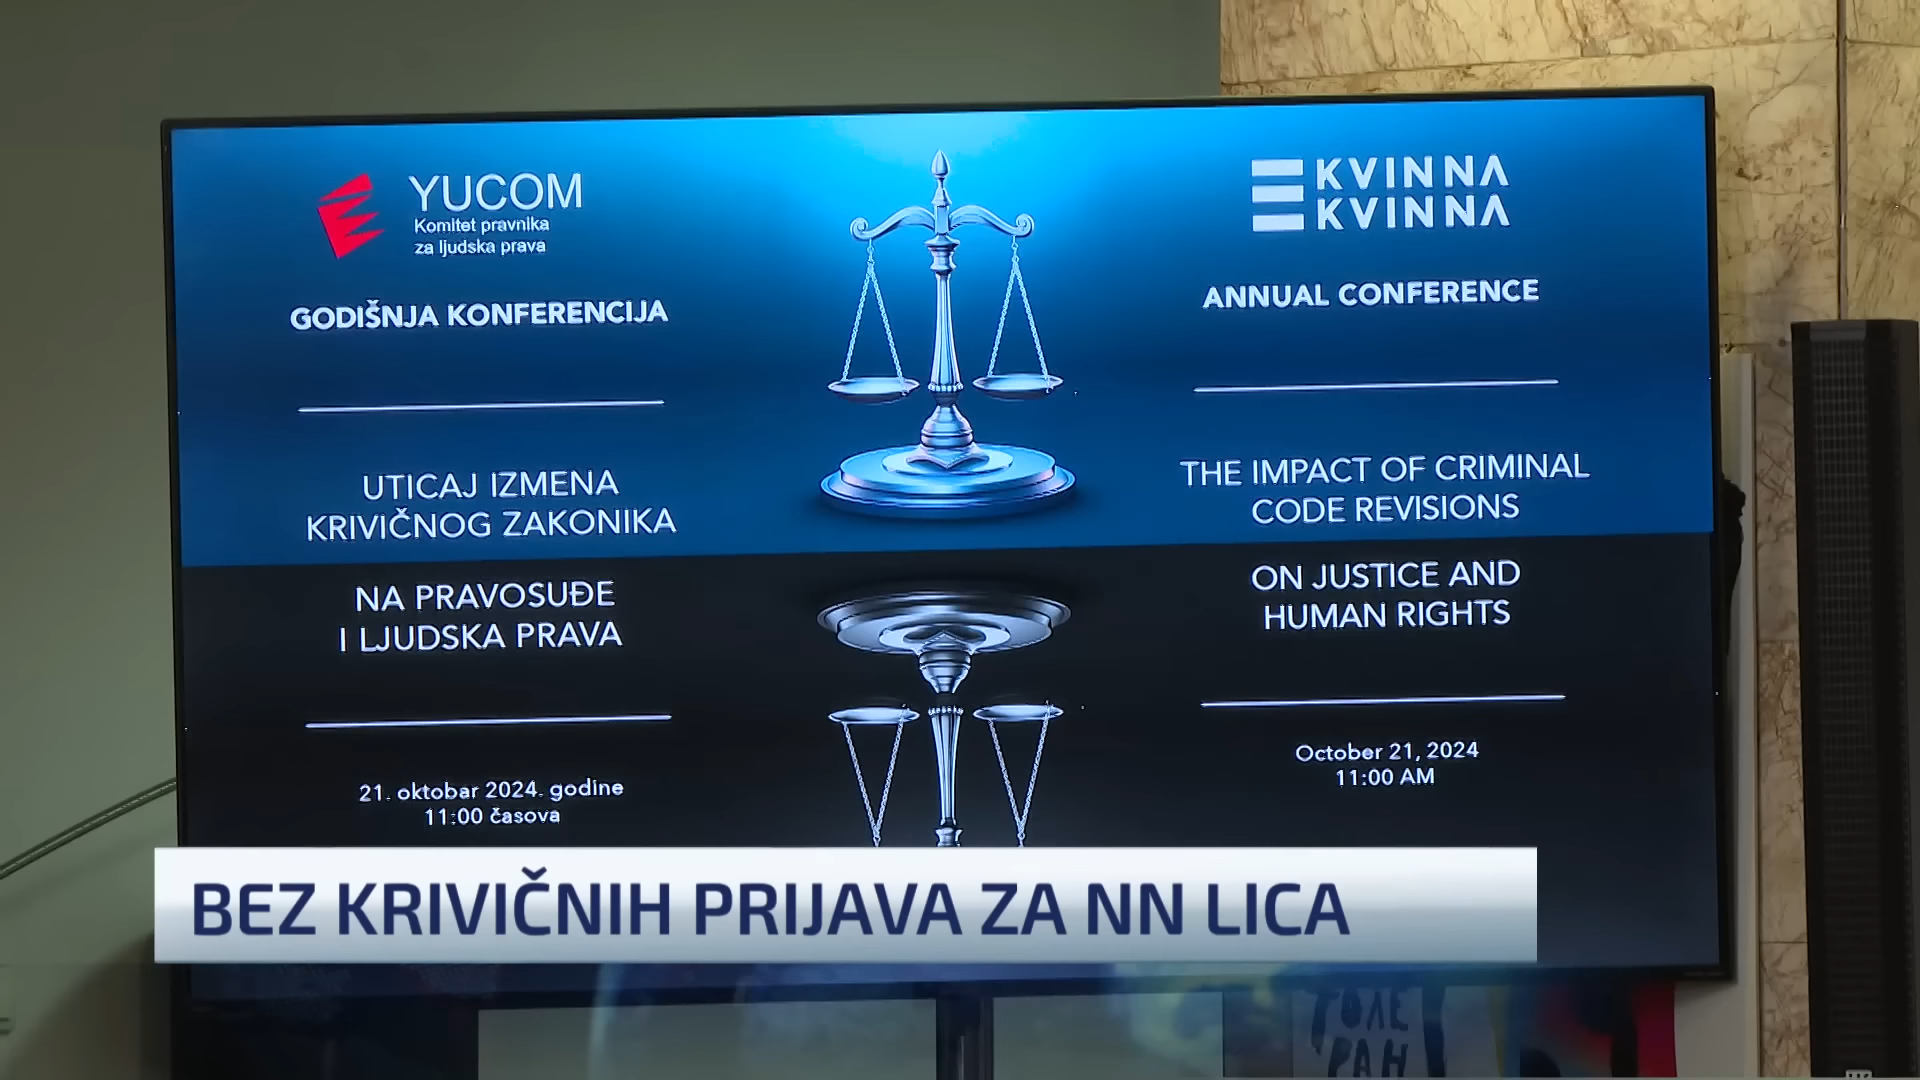 YUCOM
Komitet pravnika
za ljudska prava
GODIŠNJA KONFERENCIJA
UTICAJ IZMENA
KRIVIČNOG ZAKONIKA
NA PRAVOSUĐE
I LJUDSKA PRAVA
21. oktobar 2024. godine
11:00 časova
KVINNA
KVINNA
ANNUAL CONFERENCE
THE IMPACT OF CRIMINAL
CODE REVISIONS
ON JUSTICE AND
HUMAN RIGHTS
October 21, 2024
11:00 AM
BEZ KRIVIČNIH PRIJAVA ZA NN LICA
ТОЛЕ
РАН